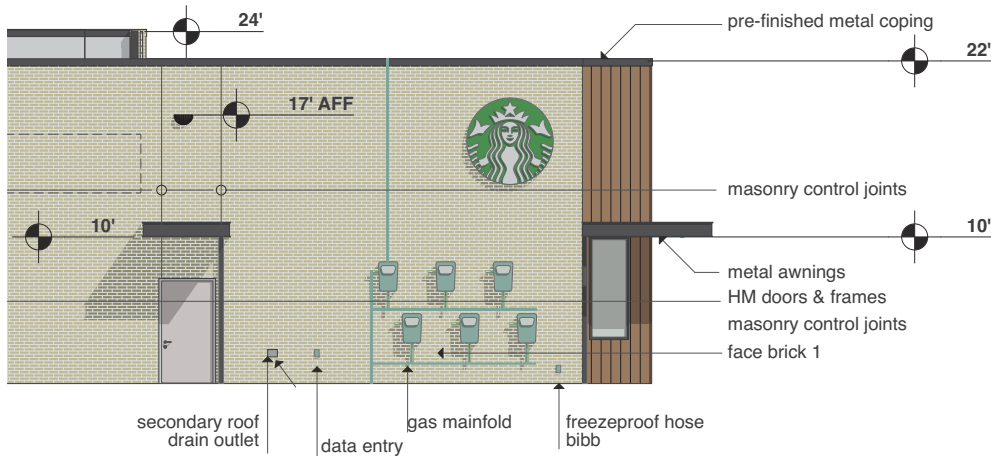 24'
pre-finished metal coping
22'
17' AFF
masonry control joints
10'
10'
metal awnings
HM doors & frames
masonry control joints
face brick 1
secondary roof
drain outlet
data entry
gas mainfold
freezeproof hose
bibb